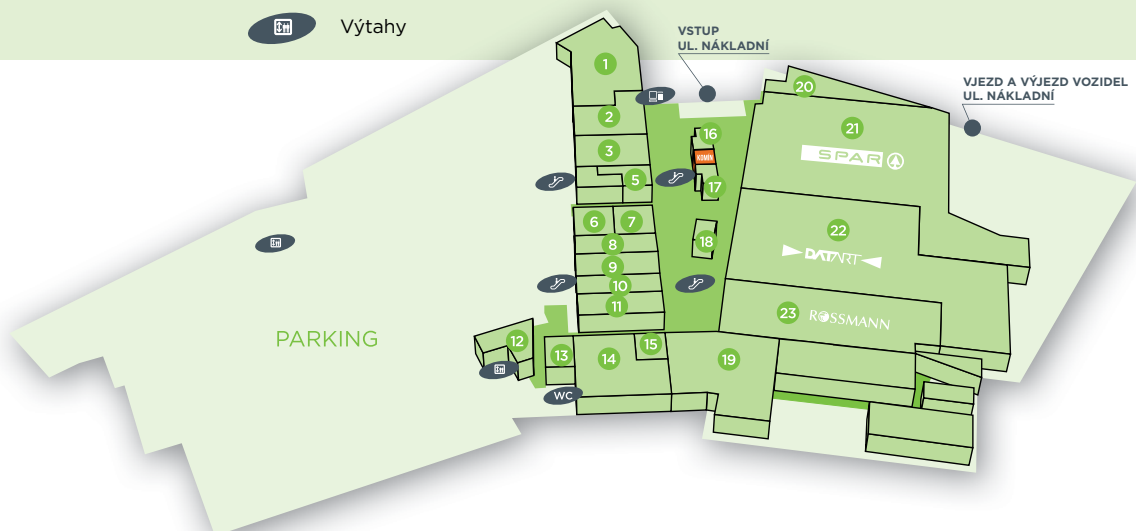 Výtahy
VSTUP
UL. NÁKLADNÍ
VJEZD A VÝJEZD VOZIDEL
UL. NÁKLADNÍ
1
20
2
21
16
SPAR
3
KOMÍN
5
17
6
7
22
8
18
DATART
9
10
11
23
ROSSMANN
PARKING
12
13
14
15
19
WC